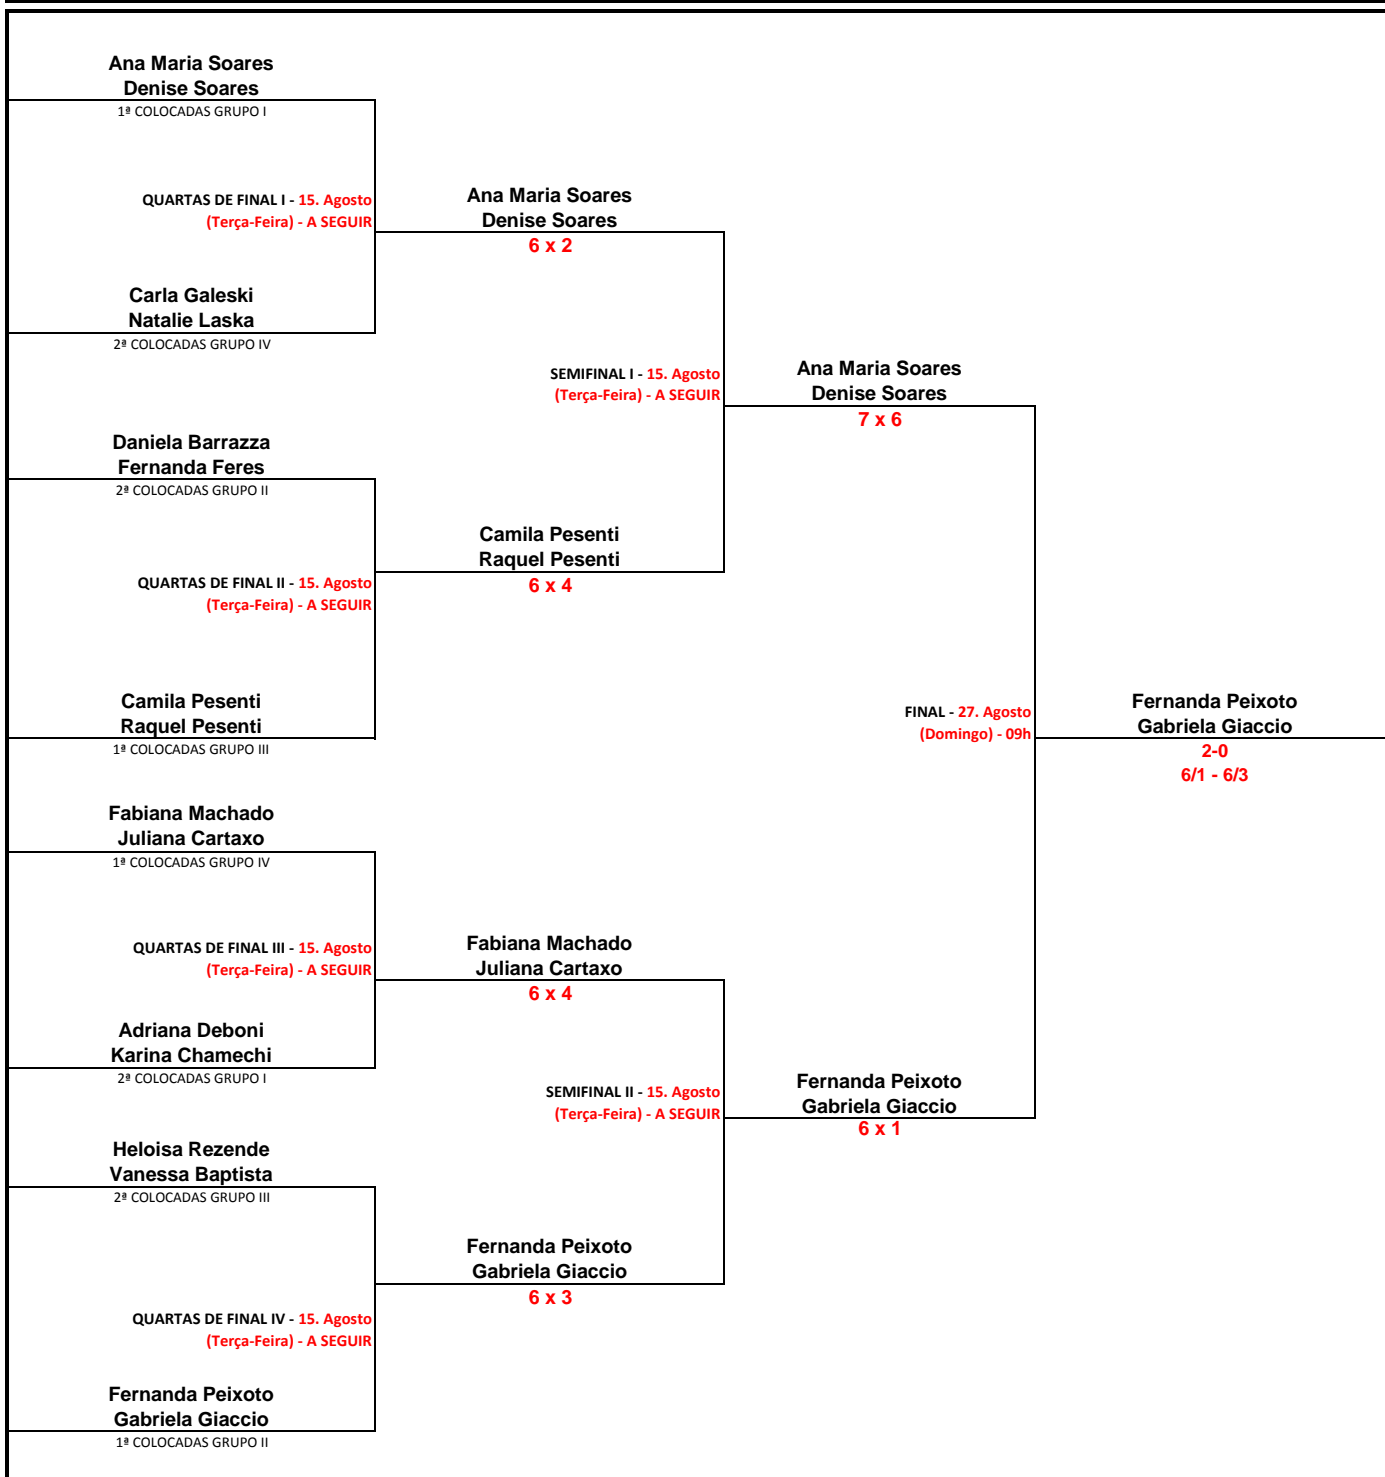 Ana Maria Soares
Denise Soares
1ª COLOCADAS GRUPO I
QUARTAS DE FINAL I - 15. Agosto
(Terça-Feira) - A SEGUIR
Ana Maria Soares
Denise Soares
6 x 2
Carla Galeski
Natalie Laska
2ª COLOCADAS GRUPO IV
SEMIFINAL I - 15. Agosto
(Terça-Feira) - A SEGUIR
Ana Maria Soares
Denise Soares
7 x 6
Daniela Barrazza
Fernanda Feres
2ª COLOCADAS GRUPO II
Camila Pesenti
Raquel Pesenti
6 x 4
QUARTAS DE FINAL II - 15. Agosto
(Terça-Feira) - A SEGUIR
Camila Pesenti
Raquel Pesenti
1ª COLOCADAS GRUPO III
FINAL - 27. Agosto
(Domingo) - 09h
Fernanda Peixoto
Gabriela Giaccio
2-0
6/1 - 6/3
Fabiana Machado
Juliana Cartaxo
1ª COLOCADAS GRUPO IV
QUARTAS DE FINAL III - 15. Agosto
(Terça-Feira) - A SEGUIR
Fabiana Machado
Juliana Cartaxo
6 x 4
Adriana Deboni
Karina Chamechi
2ª COLOCADAS GRUPO I
SEMIFINAL II - 15. Agosto
(Terça-Feira) - A SEGUIR
Fernanda Peixoto
Gabriela Giaccio
6 x 1
Heloisa Rezende
Vanessa Baptista
2ª COLOCADAS GRUPO III
Fernanda Peixoto
Gabriela Giaccio
6 x 3
QUARTAS DE FINAL IV - 15. Agosto
(Terça-Feira) - A SEGUIR
Fernanda Peixoto
Gabriela Giaccio
1ª COLOCADAS GRUPO II